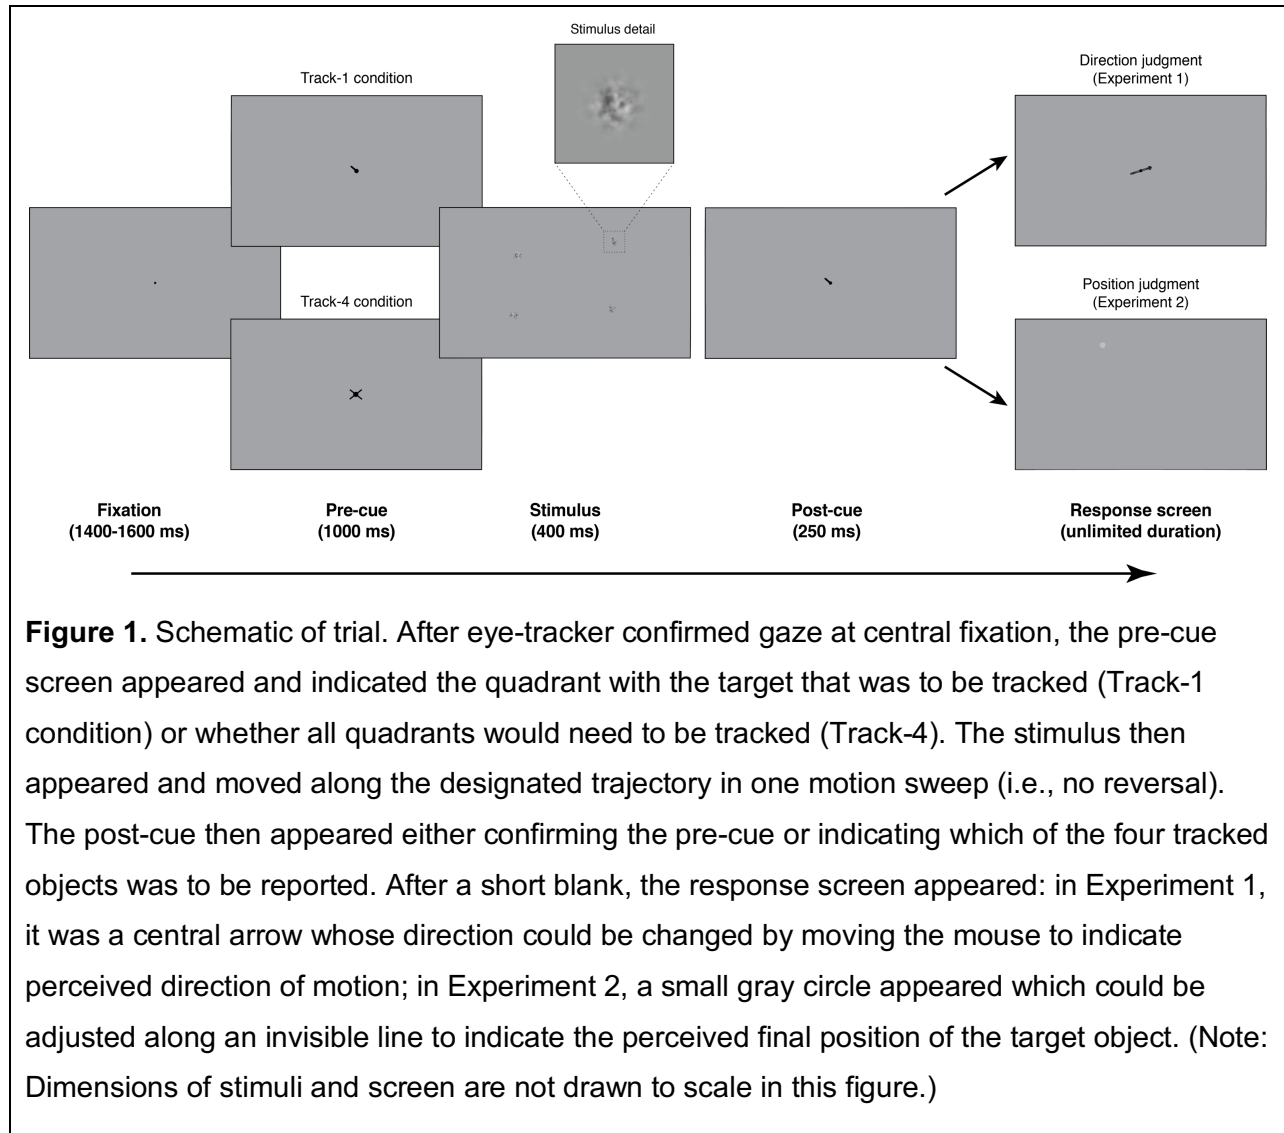 Stimulus detail
Track-1 condition
Direction judgment
(Experiment 1)
Track-4 condition
Position judgment
(Experiment 2)
Fixation
(1400-1600 ms)
Pre-cue
(1000 ms)
Stimulus
(400 ms)
Post-cue
(250 ms)
Response screen
(unlimited duration)
Figure 1. Schematic of trial. After eye-tracker confirmed gaze at central fixation, the pre-cue
screen appeared and indicated the quadrant with the target that was to be tracked (Track-1
condition) or whether all quadrants would need to be tracked (Track-4). The stimulus then
appeared and moved along the designated trajectory in one motion sweep (i.e., no reversal).
The post-cue then appeared either confirming the pre-cue or indicating which of the four tracked
objects was to be reported. After a short blank, the response screen appeared: in Experiment 1,
it was a central arrow whose direction could be changed by moving the mouse to indicate
perceived direction of motion; in Experiment 2, a small gray circle appeared which could be
adjusted along an invisible line to indicate the perceived final position of the target object. (Note:
Dimensions of stimuli and screen are not drawn to scale in this figure.)